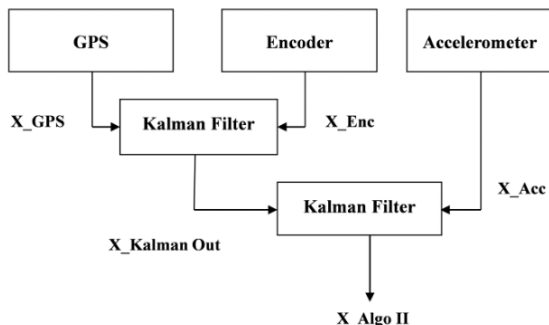 GPS
Encoder
Accelerometer
X_GPS
Kalman Filter
X_Enc
Kalman Filter
X_Acc
X_Kalman Out
X_Algo II